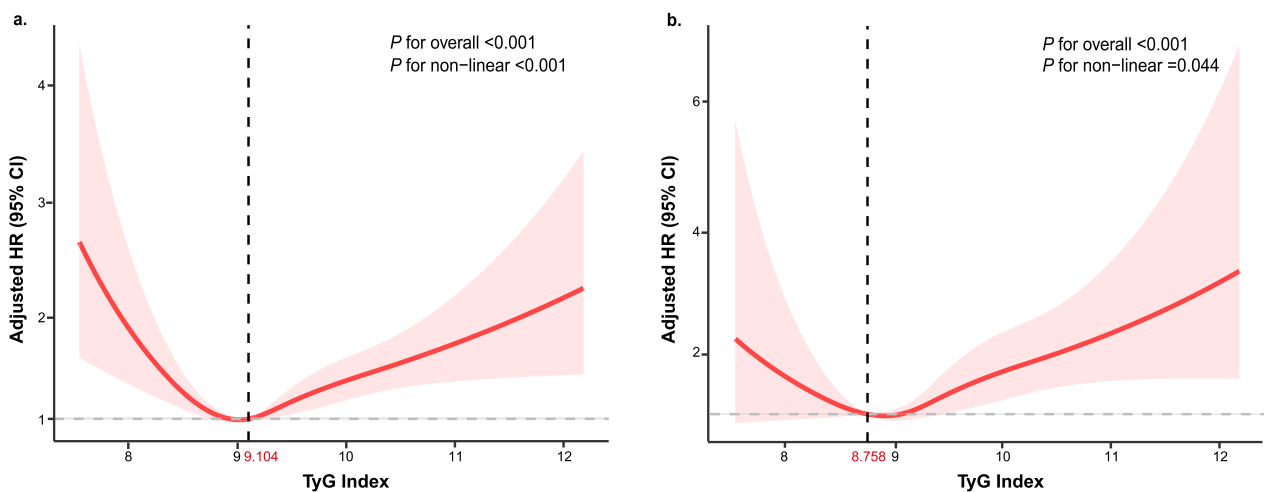 a.
P for overall <0.001
P for non−linear <0.001
Adjusted HR (95% CI)
4
3
2
1
8 9 9.104 10 11 12
TyG Index
b.
P for overall <0.001
P for non−linear =0.044
Adjusted HR (95% CI)
6
4
2
8 8.758 9 10 11 12
TyG Index